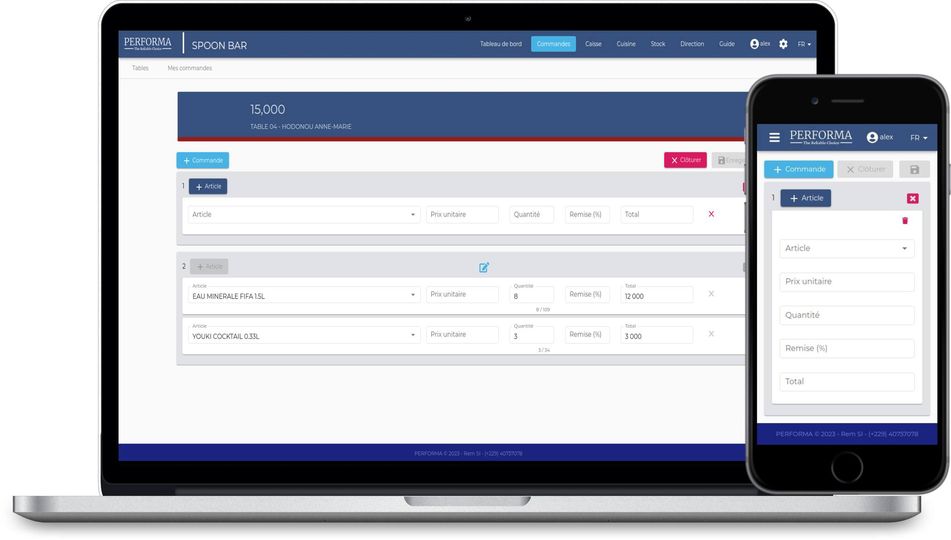 PERFORMA
The Reliable Choice
SPOON BAR
Tableau de bord Commandes Caisse Cuisine Stock Direction Guide alex FR
Tables Mes commandes
15,000
TABLE 04 - HODONOU ANNE-MARIE
+ Commande
X Clôturer
1 + Article
Article Prix unitaire Quantité Remise (%) Total X
2 + Article
Article Quantité Total
EAU MINERALE FIFA 1.5L Prix unitaire 8 Remise (%) 12 000 X
8 / 109
Article Quantité Total
YOUKI COCKTAIL 0.33L Prix unitaire 3 Remise (%) 3 000 X
3 / 34
PERFORMA © 2023 - Rem SI - (+229) 40757078
PERFORMA alex FR
The Reliable Choice
+ Commande X Clôturer
1 + Article
Article
Prix unitaire
Quantité
Remise (%)
Total
PERFORMA © 2023 - Rem SI - (+229) 40757078